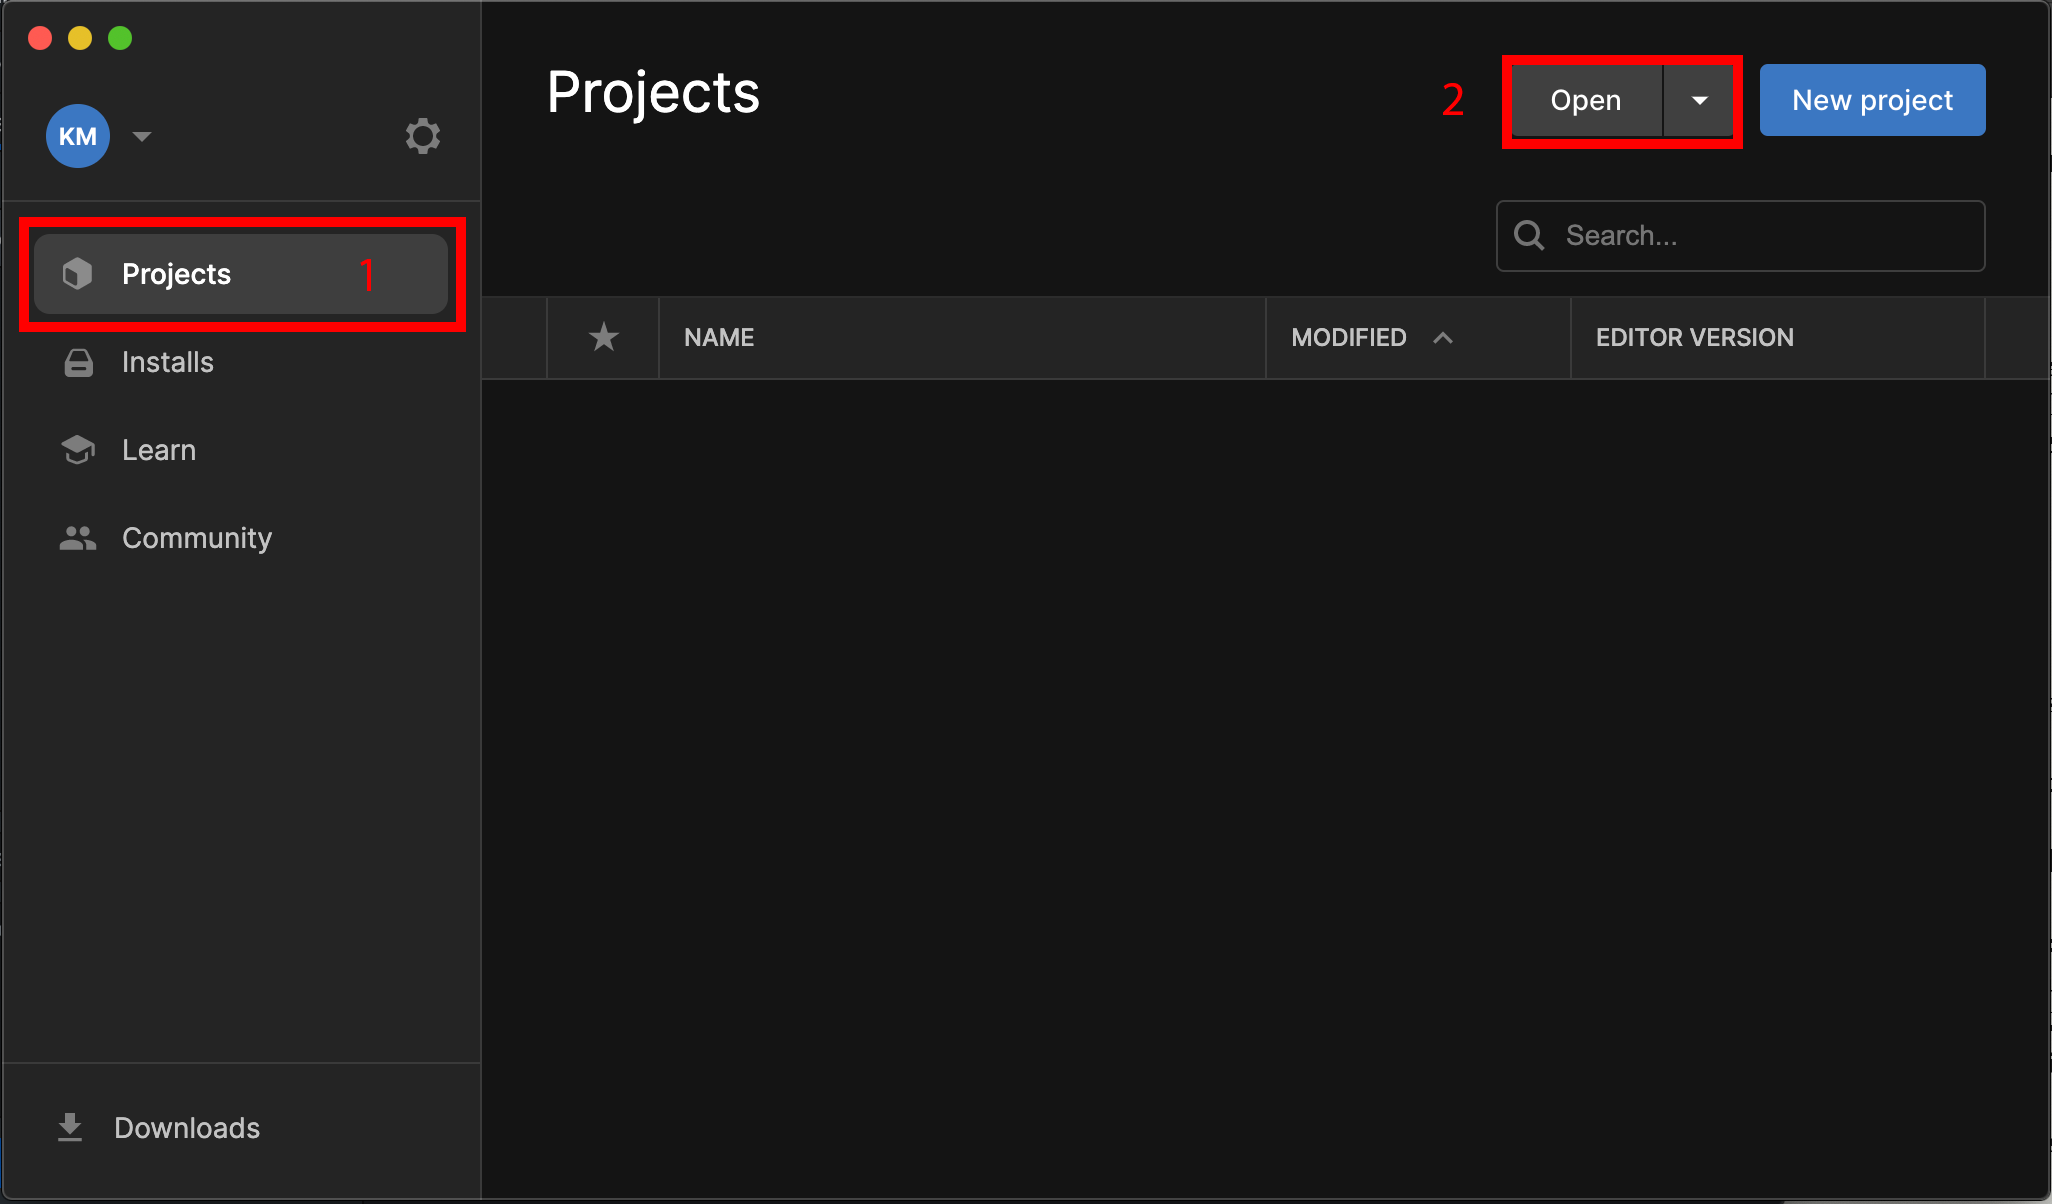 KM
Projects 1
Installs
Learn
Community
Downloads
Projects
2 Open New project
Search...
NAME MODIFIED EDITOR VERSION